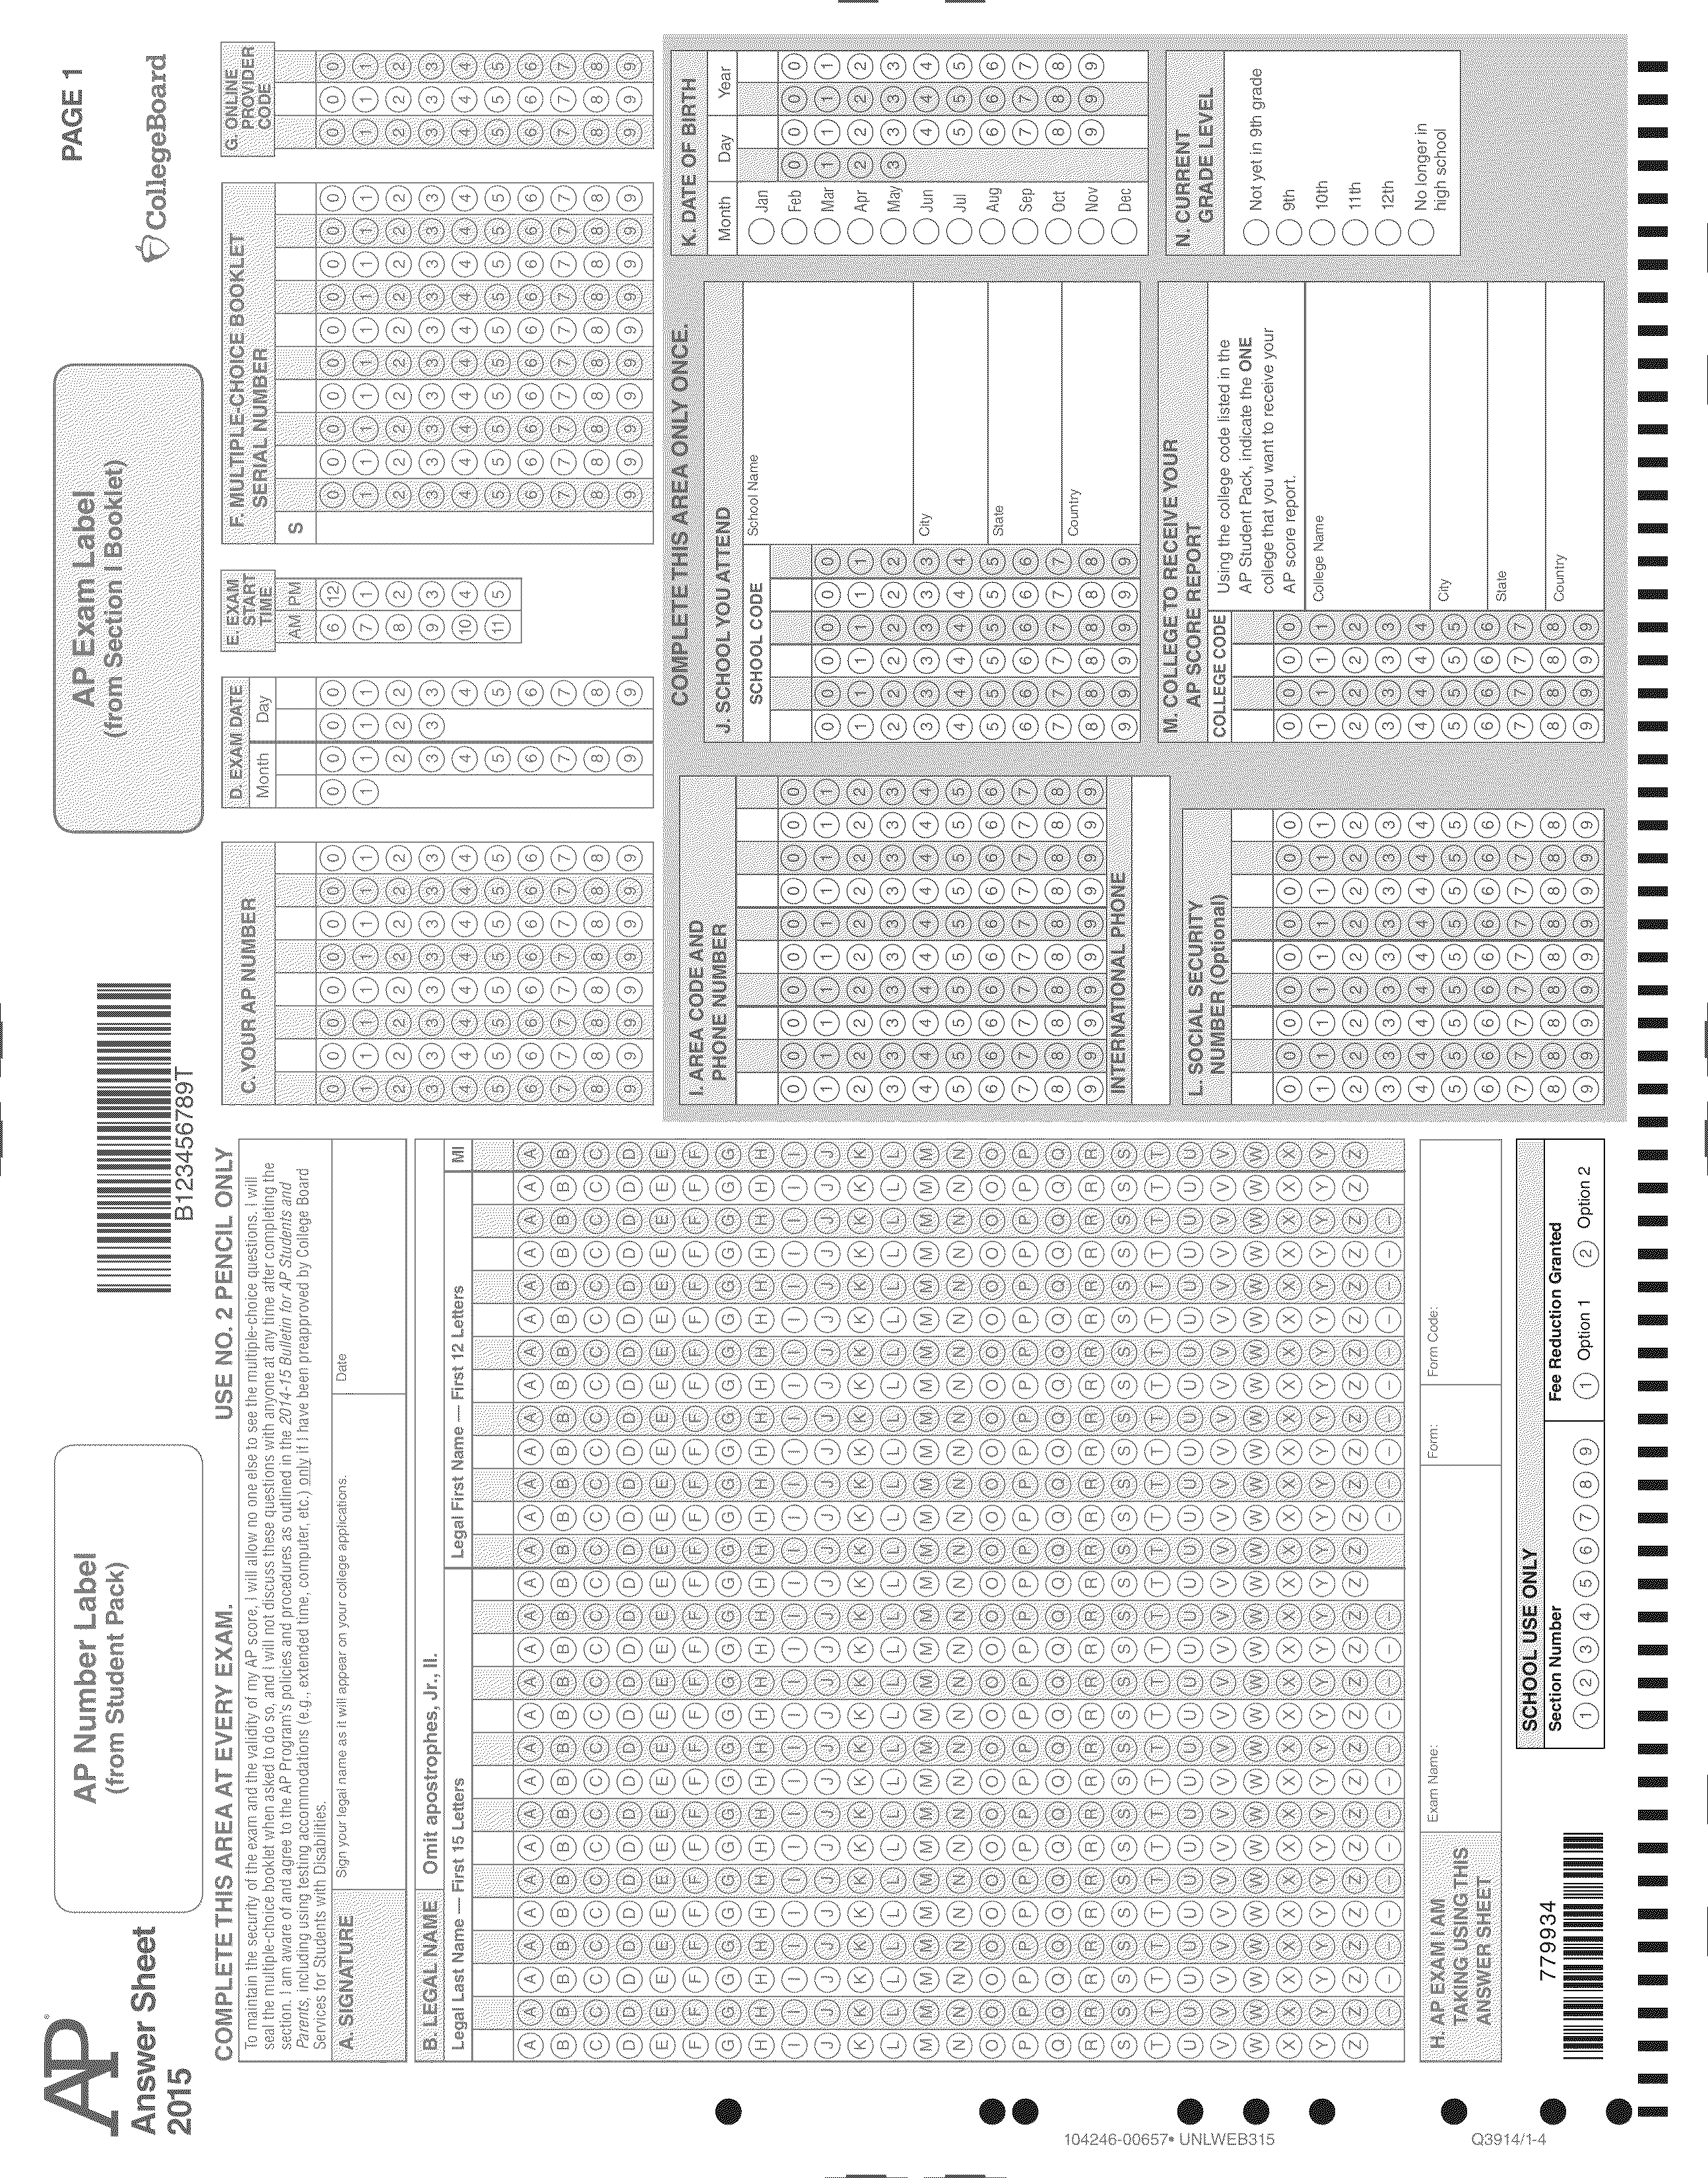 AP®
Answer Sheet
2015
AP Number Label
(from Student Pack)
B123456789T
AP Exam Label
(from Section I Booklet)
PAGE 1
CollegeBoard
COMPLETE THIS AREA AT EVERY EXAM.
USE NO. 2 PENCIL ONLY
To maintain the security of the exam and the validity of my AP score, I will allow no one else to see the multiple-choice questions. I will
seal the multiple-choice booklet when asked to do so, and I will not discuss these questions with anyone at any time after completing the
section. I am aware of and agree to the AP Program's policies and procedures as outlined in the 2014-15 Bulletin for AP Students and
Parents, including using testing accommodations (e.g., extended time, computer, etc.) only if I have been preapproved by College Board
Services for Students with Disabilities.
A. SIGNATURE
Sign your legal name as it will appear on your college applications.
Date
B. LEGAL NAME Omit apostrophes, Jr., II.
Legal Last Name — First 15 Letters
Legal First Name — First 12 Letters
MI
A B C D E F G H I J K L M N O P Q R S T U V W X Y Z -
C. YOUR AP NUMBER
0 1 2 3 4 5 6 7 8 9
D. EXAM DATE
Month Day
0 1
0 1 2 3 4 5 6 7 8 9
0 1 2 3
0 1 2 3 4 5 6 7 8 9
E. EXAM
START
TIME
AM PM
6 12
7 1
8 2
9 3
10 4
11 5
F. MULTIPLE-CHOICE BOOKLET
SERIAL NUMBER
S
0 1 2 3 4 5 6 7 8 9
G. ONLINE
PROVIDER
CODE
0 1 2 3 4 5 6 7 8 9
H. AP EXAM I AM
TAKING USING THIS
ANSWER SHEET
Exam Name:
Form:
Form Code:
779934
SCHOOL USE ONLY
Section Number
1 2 3 4 5 6 7 8 9
Fee Reduction Granted
1 Option 1 2 Option 2
COMPLETE THIS AREA ONLY ONCE.
I. AREA CODE AND
PHONE NUMBER
0 1 2 3 4 5 6 7 8 9
INTERNATIONAL PHONE
J. SCHOOL YOU ATTEND
SCHOOL CODE
0 1 2 3 4 5 6 7 8 9
School Name
City
State
Country
K. DATE OF BIRTH
Month Day Year
Jan
Feb
Mar
Apr
May
Jun
Jul
Aug
Sep
Oct
Nov
Dec
0 1 2 3
0 1 2 3 4 5 6 7 8 9
L. SOCIAL SECURITY
NUMBER (Optional)
0 1 2 3 4 5 6 7 8 9
M. COLLEGE TO RECEIVE YOUR
AP SCORE REPORT
COLLEGE CODE
0 1 2 3 4 5 6 7 8 9
Using the college code listed in the
AP Student Pack, indicate the ONE
college that you want to receive your
AP score report.
College Name
City
State
Country
N. CURRENT
GRADE LEVEL
Not yet in 9th grade
9th
10th
11th
12th
No longer in
high school
104246-00657• UNLWEB315
Q3914/1-4